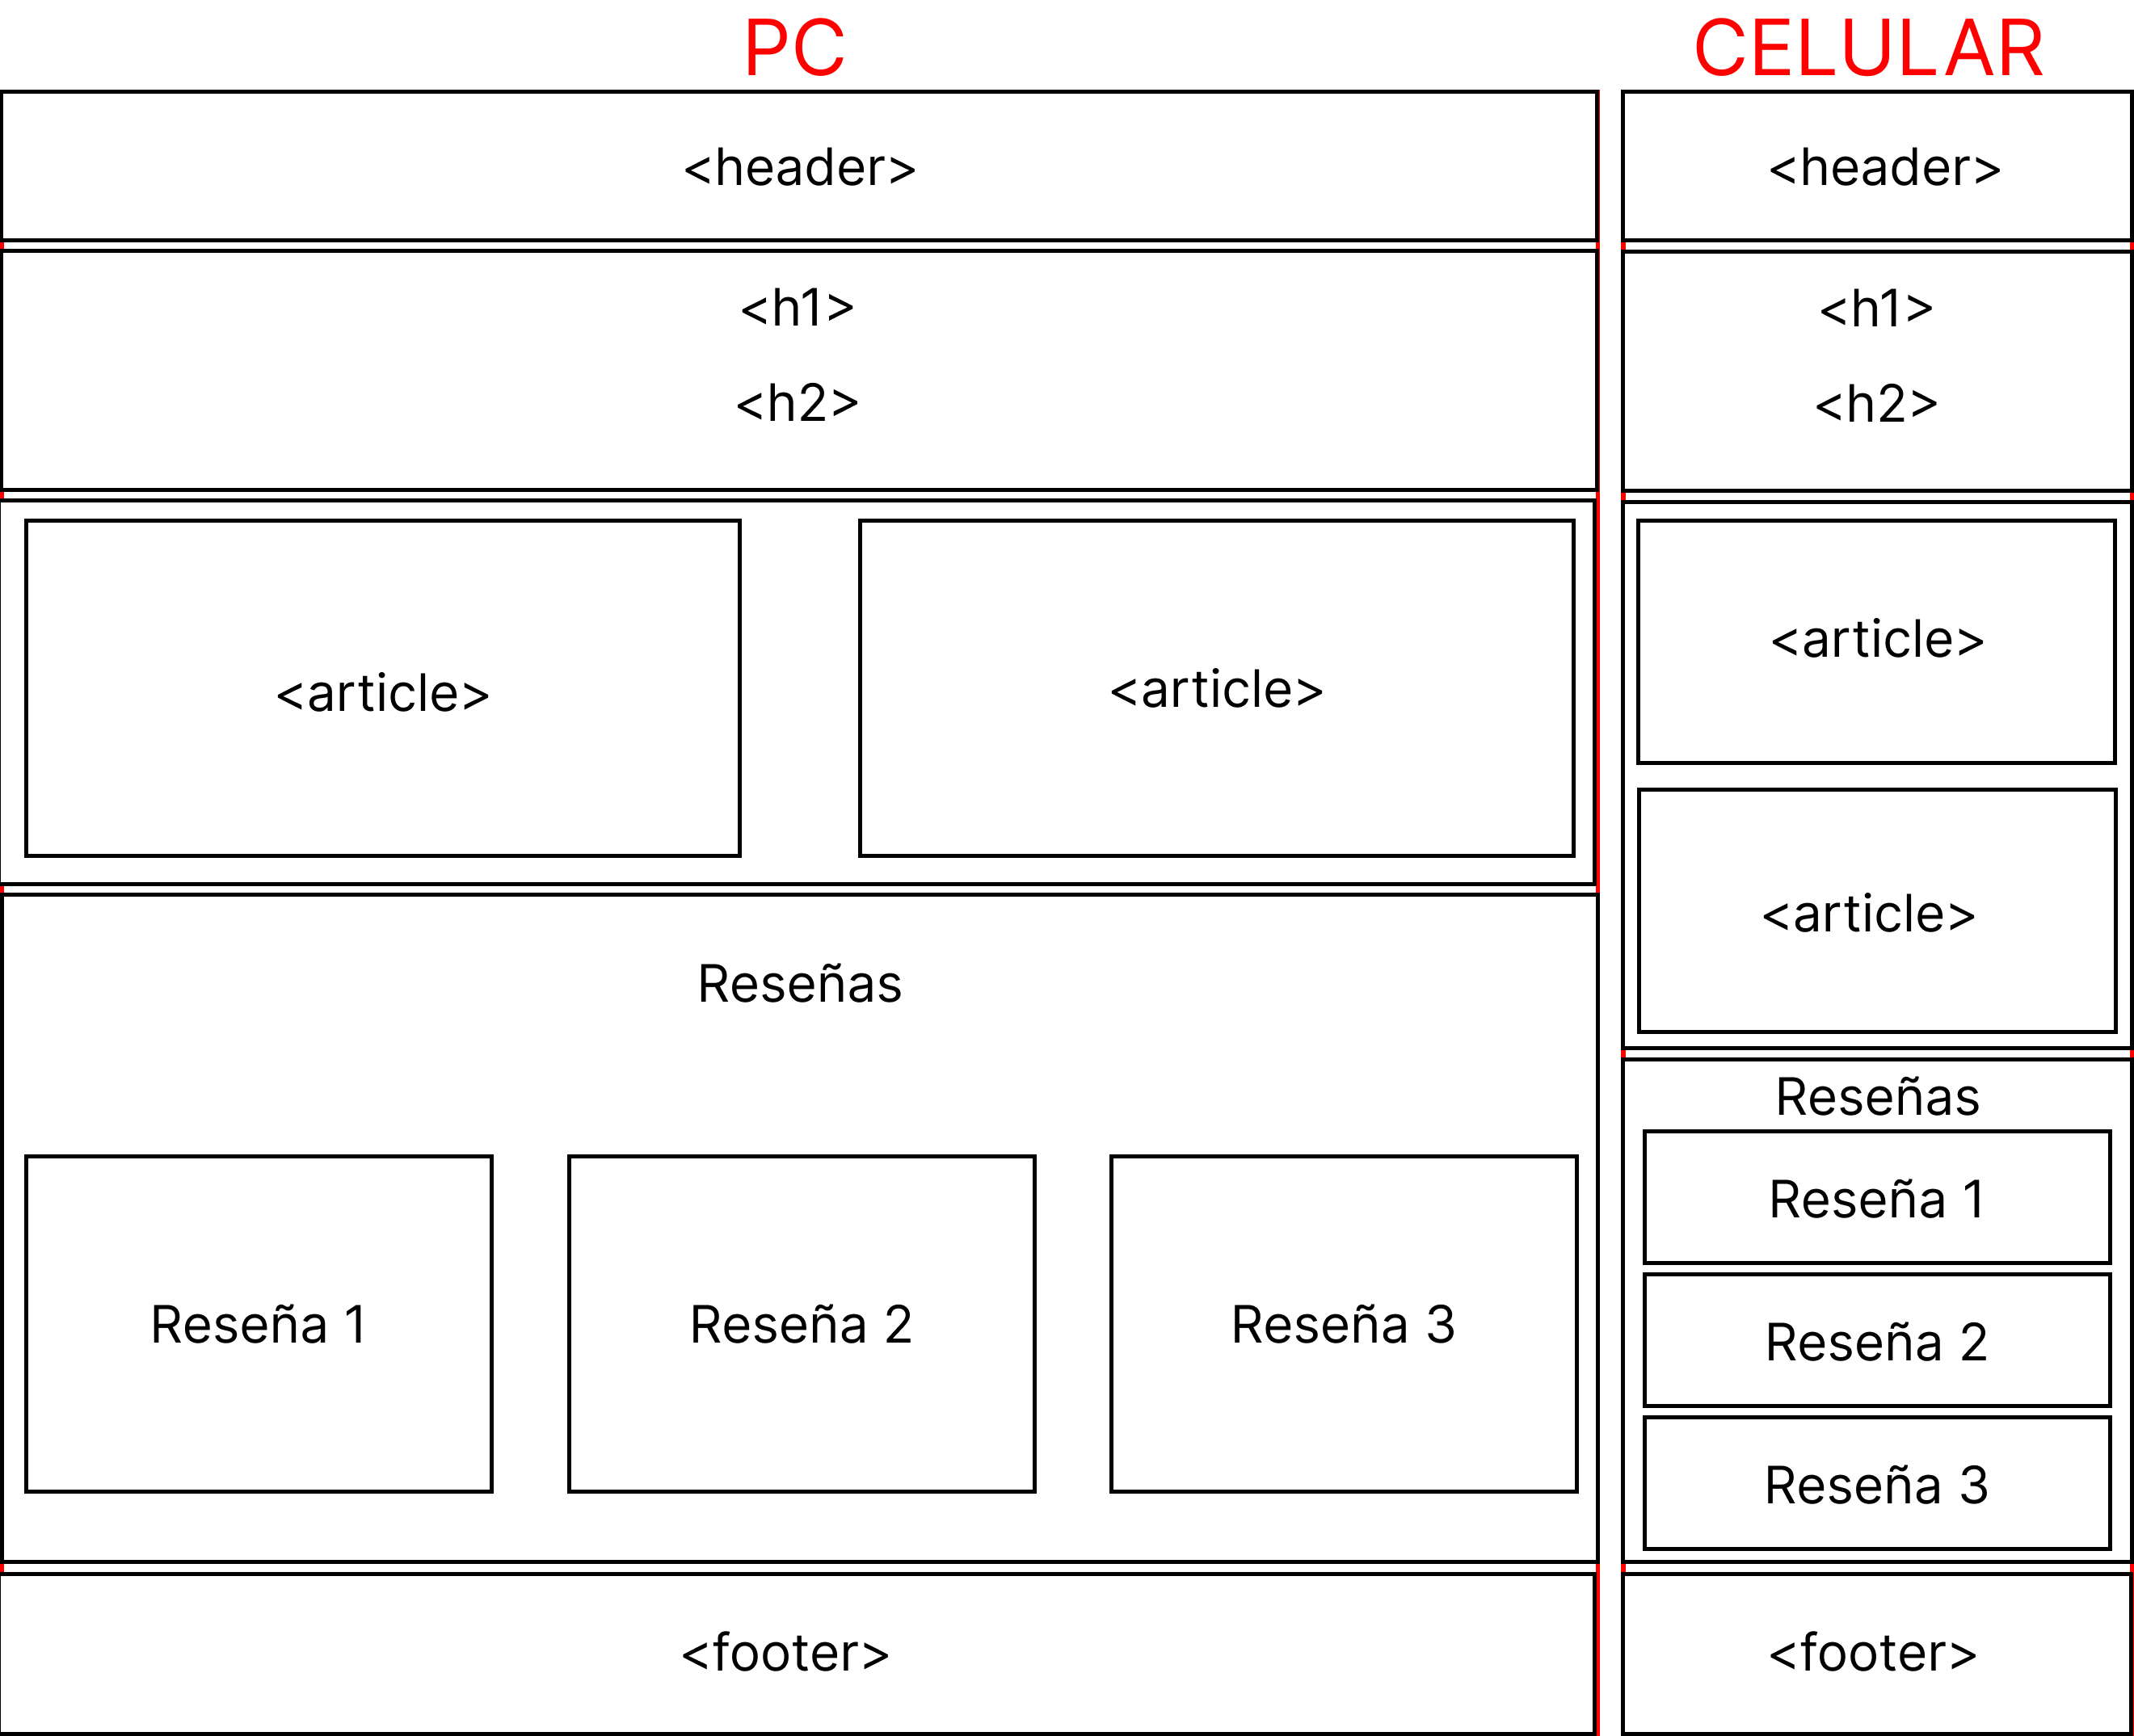 PC
<header>
<h1>
<h2>
<article>
<article>
Reseñas
Reseña 1
Reseña 2
Reseña 3
<footer>
CELULAR
<header>
<h1>
<h2>
<article>
<article>
Reseñas
Reseña 1
Reseña 2
Reseña 3
<footer>